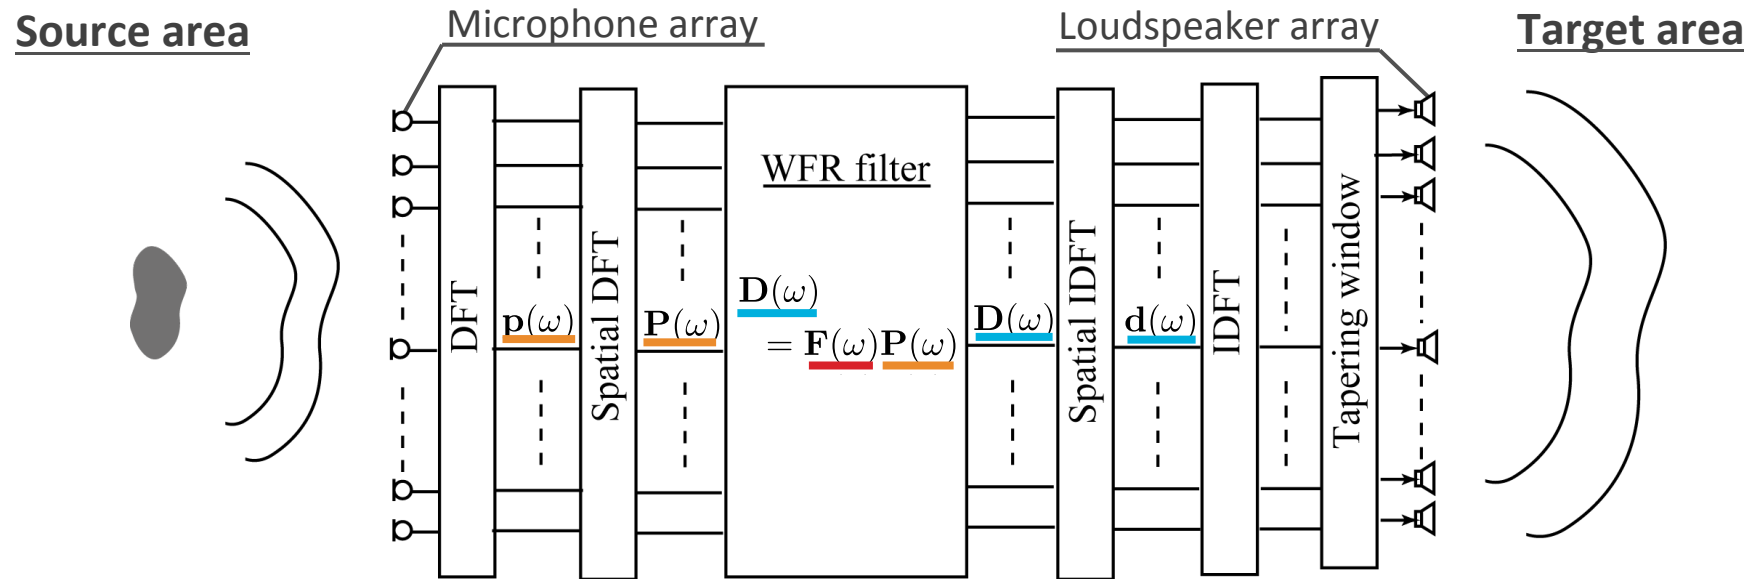 Source area
Microphone array
Loudspeaker array
Target area
DFT
p(ω)
Spatial DFT
P(ω)
WFR filter
D(ω)
= F(ω)P(ω)
D(ω)
Spatial IDFT
d(ω)
IDFT
Tapering window